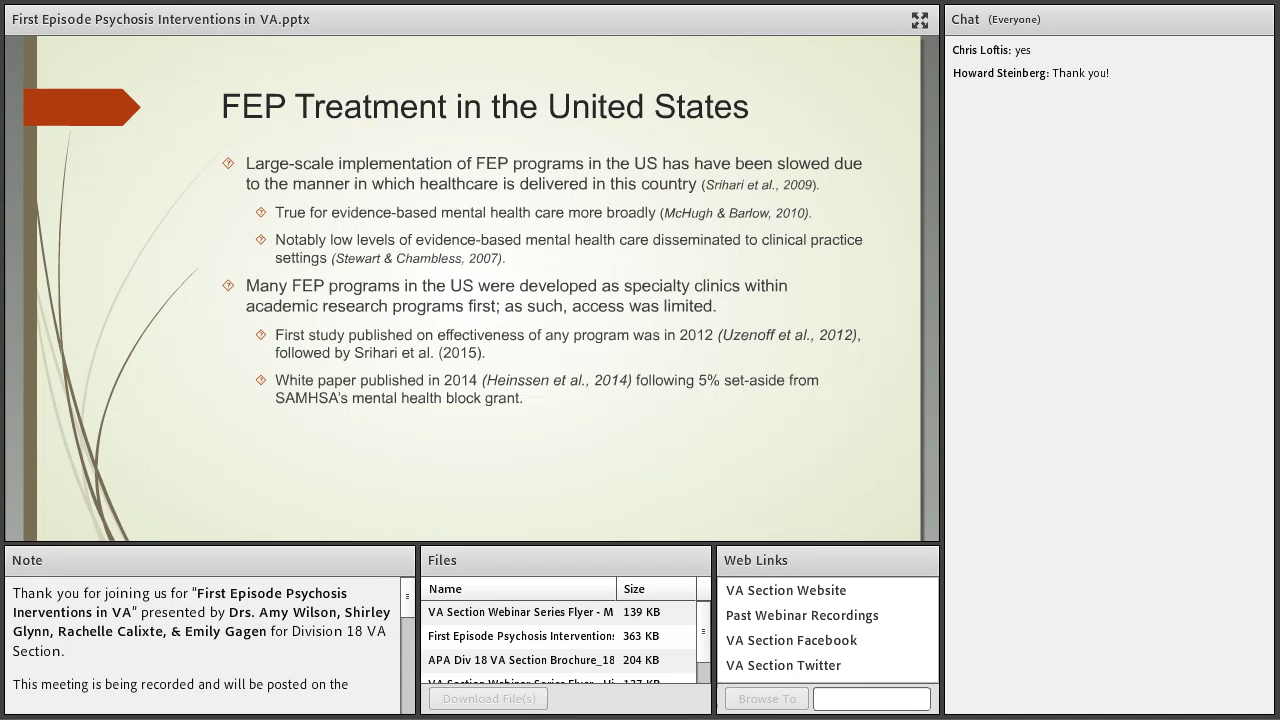 First Episode Psychosis Interventions in VA.pptx
FEP Treatment in the United States
Large-scale implementation of FEP programs in the US has have been slowed due
to the manner in which healthcare is delivered in this country (Srihari et al., 2009).
True for evidence-based mental health care more broadly (McHugh & Barlow, 2010).
Notably low levels of evidence-based mental health care disseminated to clinical practice
settings (Stewart & Chambless, 2007).
Many FEP programs in the US were developed as specialty clinics within
academic research programs first; as such, access was limited.
First study published on effectiveness of any program was in 2012 (Uzenoff et al., 2012),
followed by Srihari et al. (2015).
White paper published in 2014 (Heinssen et al., 2014) following 5% set-aside from
SAMHSA's mental health block grant.
Chat (Everyone)
Chris Loftis: yes
Howard Steinberg: Thank you!
Note
Thank you for joining us for "First Episode Psychosis
Inerventions in VA" presented by Drs. Amy Wilson, Shirley
Glynn, Rachelle Calixte, & Emily Gagen for Division 18 VA
Section.
This meeting is being recorded and will be posted on the
Files
Name Size
VA Section Webinar Series Flyer - M 139 KB
First Episode Psychosis Interventions 363 KB
APA Div 18 VA Section Brochure_18 204 KB
VA Section Webinar Series Flyer - 137 KB
Download File(s)
Web Links
VA Section Website
Past Webinar Recordings
VA Section Facebook
VA Section Twitter
Browse To